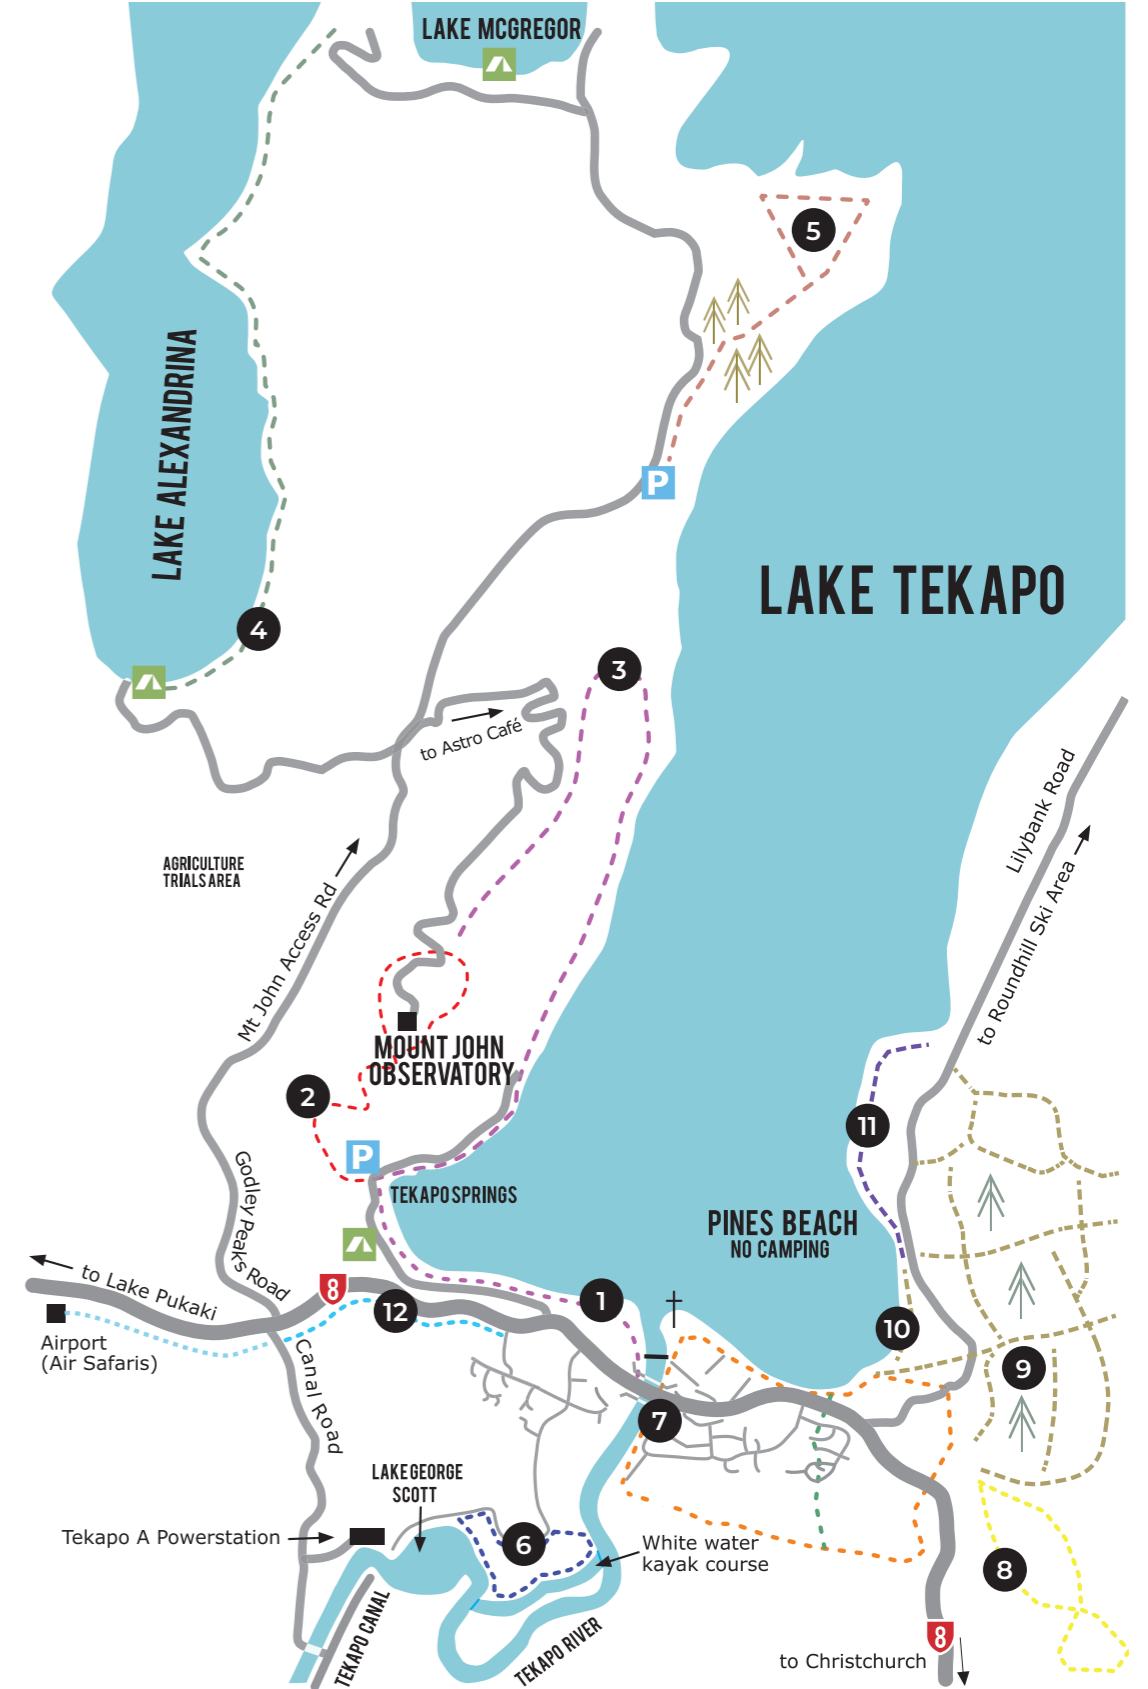 LAKE MCGREGOR
5
LAKE ALEXANDRINA
P
LAKE TEKAPO
4
3
to Astro Café
Lilybank Road
to Roundhill Ski Area
AGRICULTURE
TRIALS AREA
Mt John Access Rd
MOUNT JOHN
OBSERVATORY
2
11
P
TEKAPO SPRINGS
Godley Peaks Road
PINES BEACH
NO CAMPING
to Lake Pukaki
8
12
1
10
Airport
(Air Safaris)
Canal Road
9
7
LAKE GEORGE
SCOTT
Tekapo A Powerstation
6
White water
kayak course
8
TEKAPO CANAL
TEKAPO RIVER
8
to Christchurch